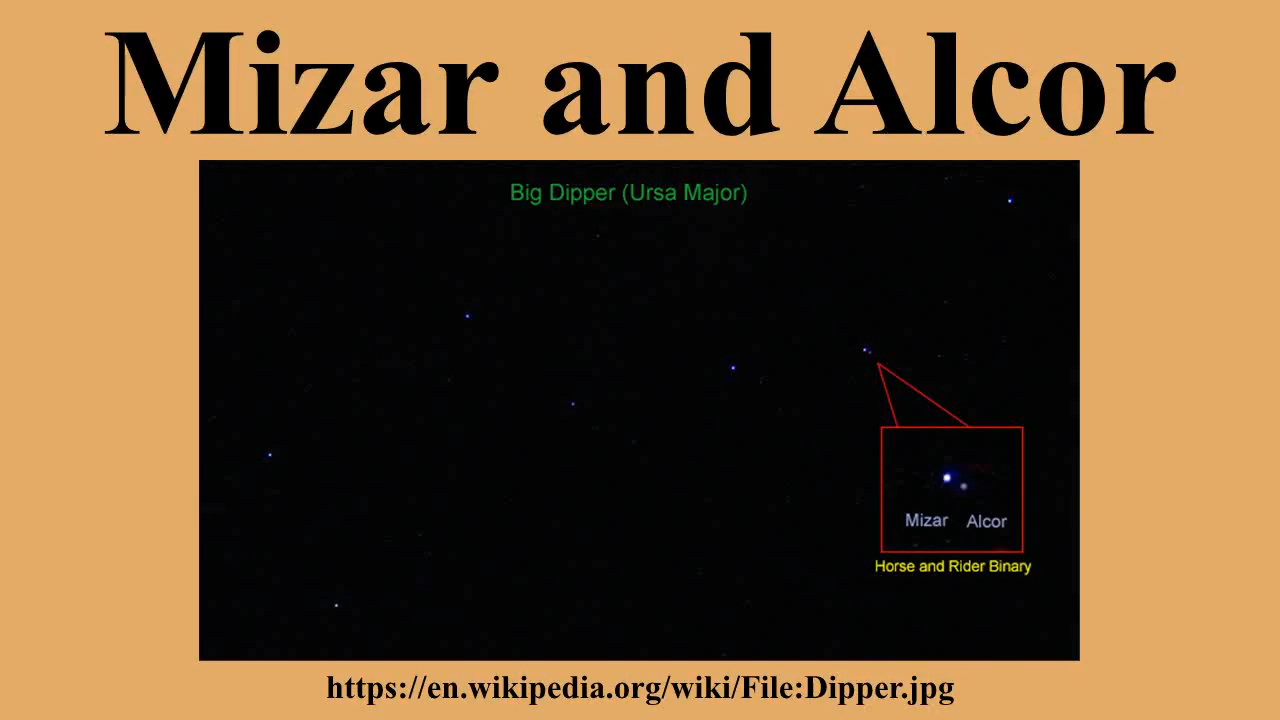 Mizar and Alcor
Big Dipper (Ursa Major)
Mizar Alcor
Horse and Rider Binary
https://en.wikipedia.org/wiki/File:Dipper.jpg